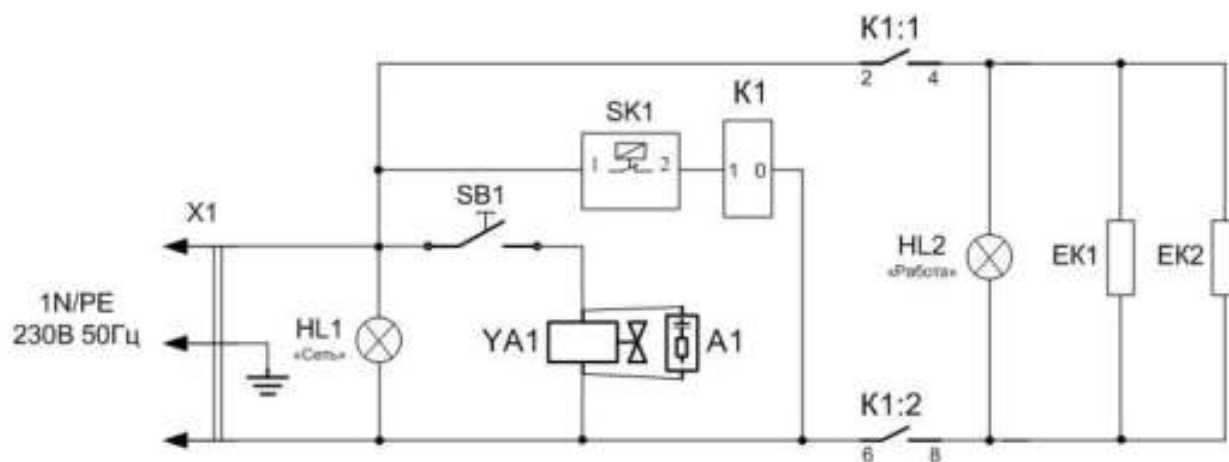 K1:1
2 4
K1
SK1
1 2
1 0
SB1
X1
1N/PE
230В 50Гц
HL1
«Сеть»
YA1
A1
HL2
«Работа»
EK1
EK2
K1:2
6 8